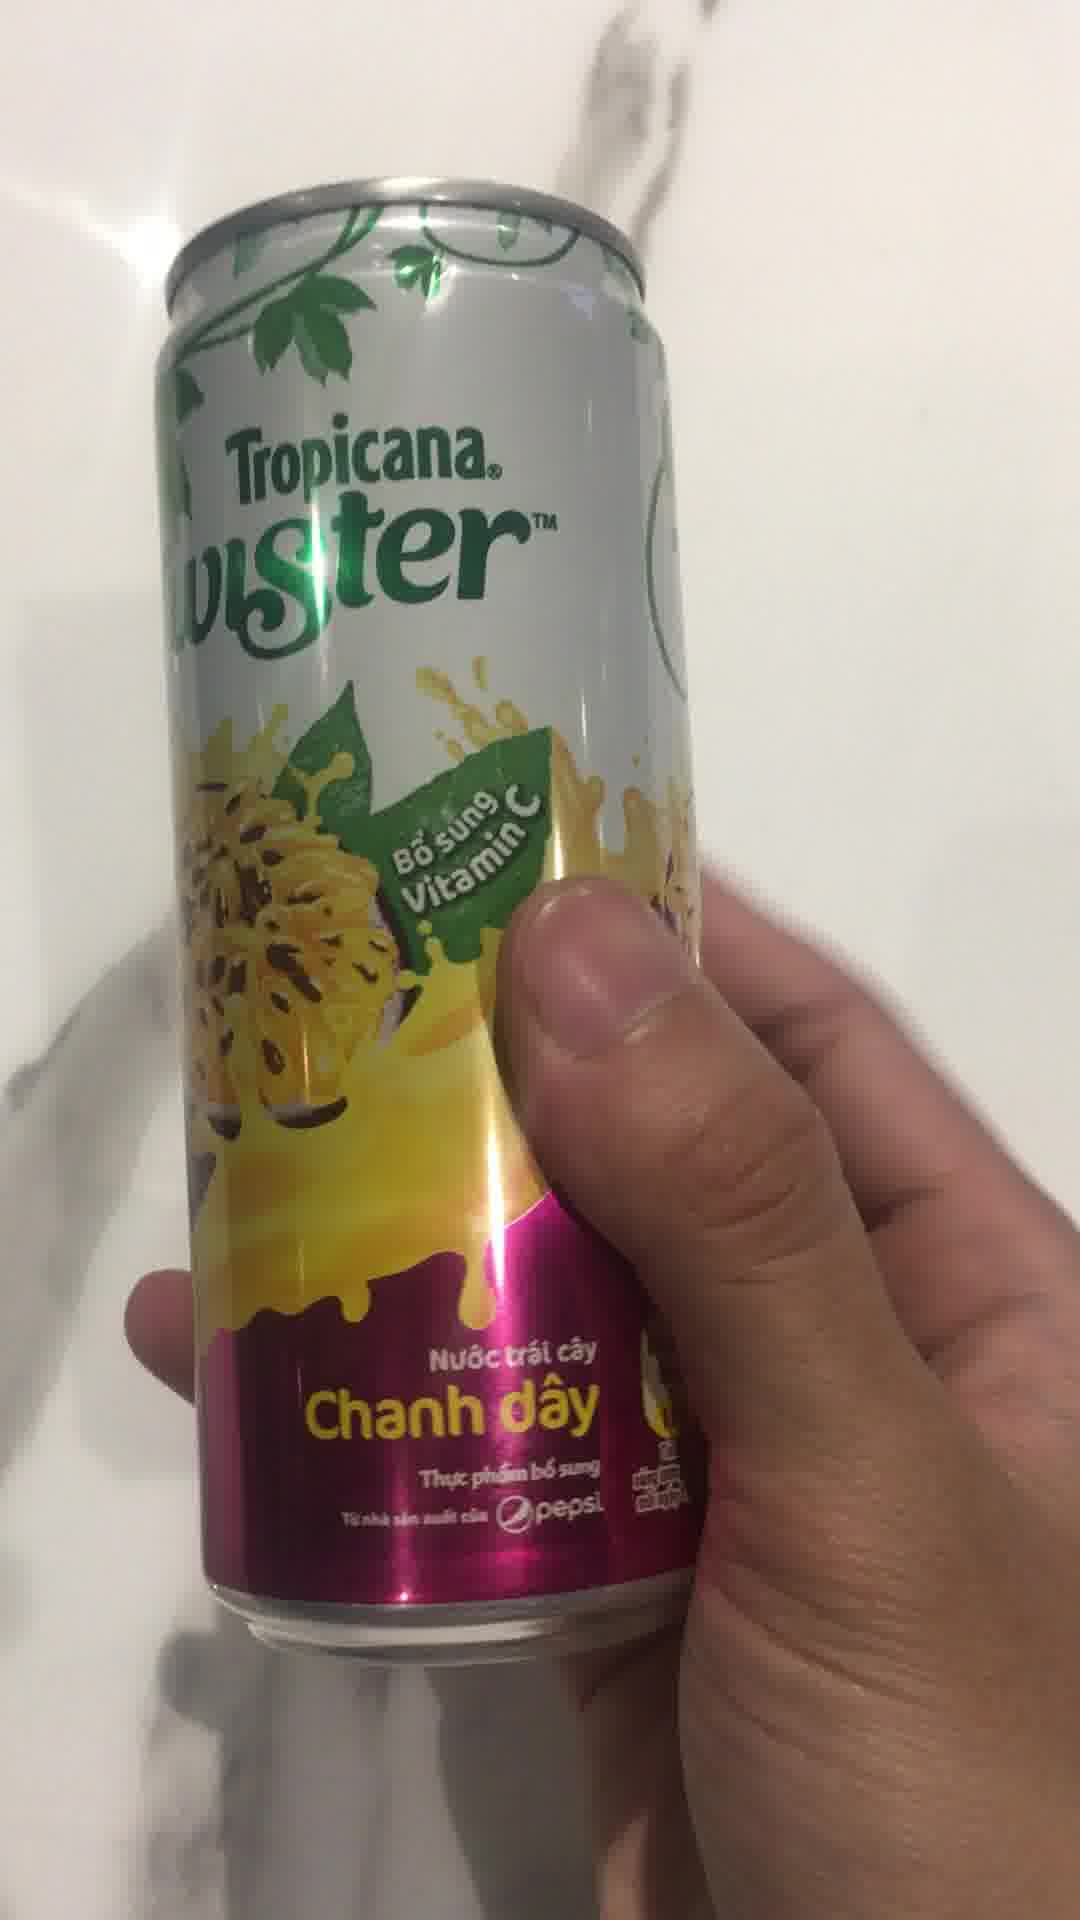 Tropicana®
wister™
Bổ sung
Vitamin C
Nước trái cây
Chanh dây
Thực phẩm bổ sung
Từ nhà sản xuất của pepsi